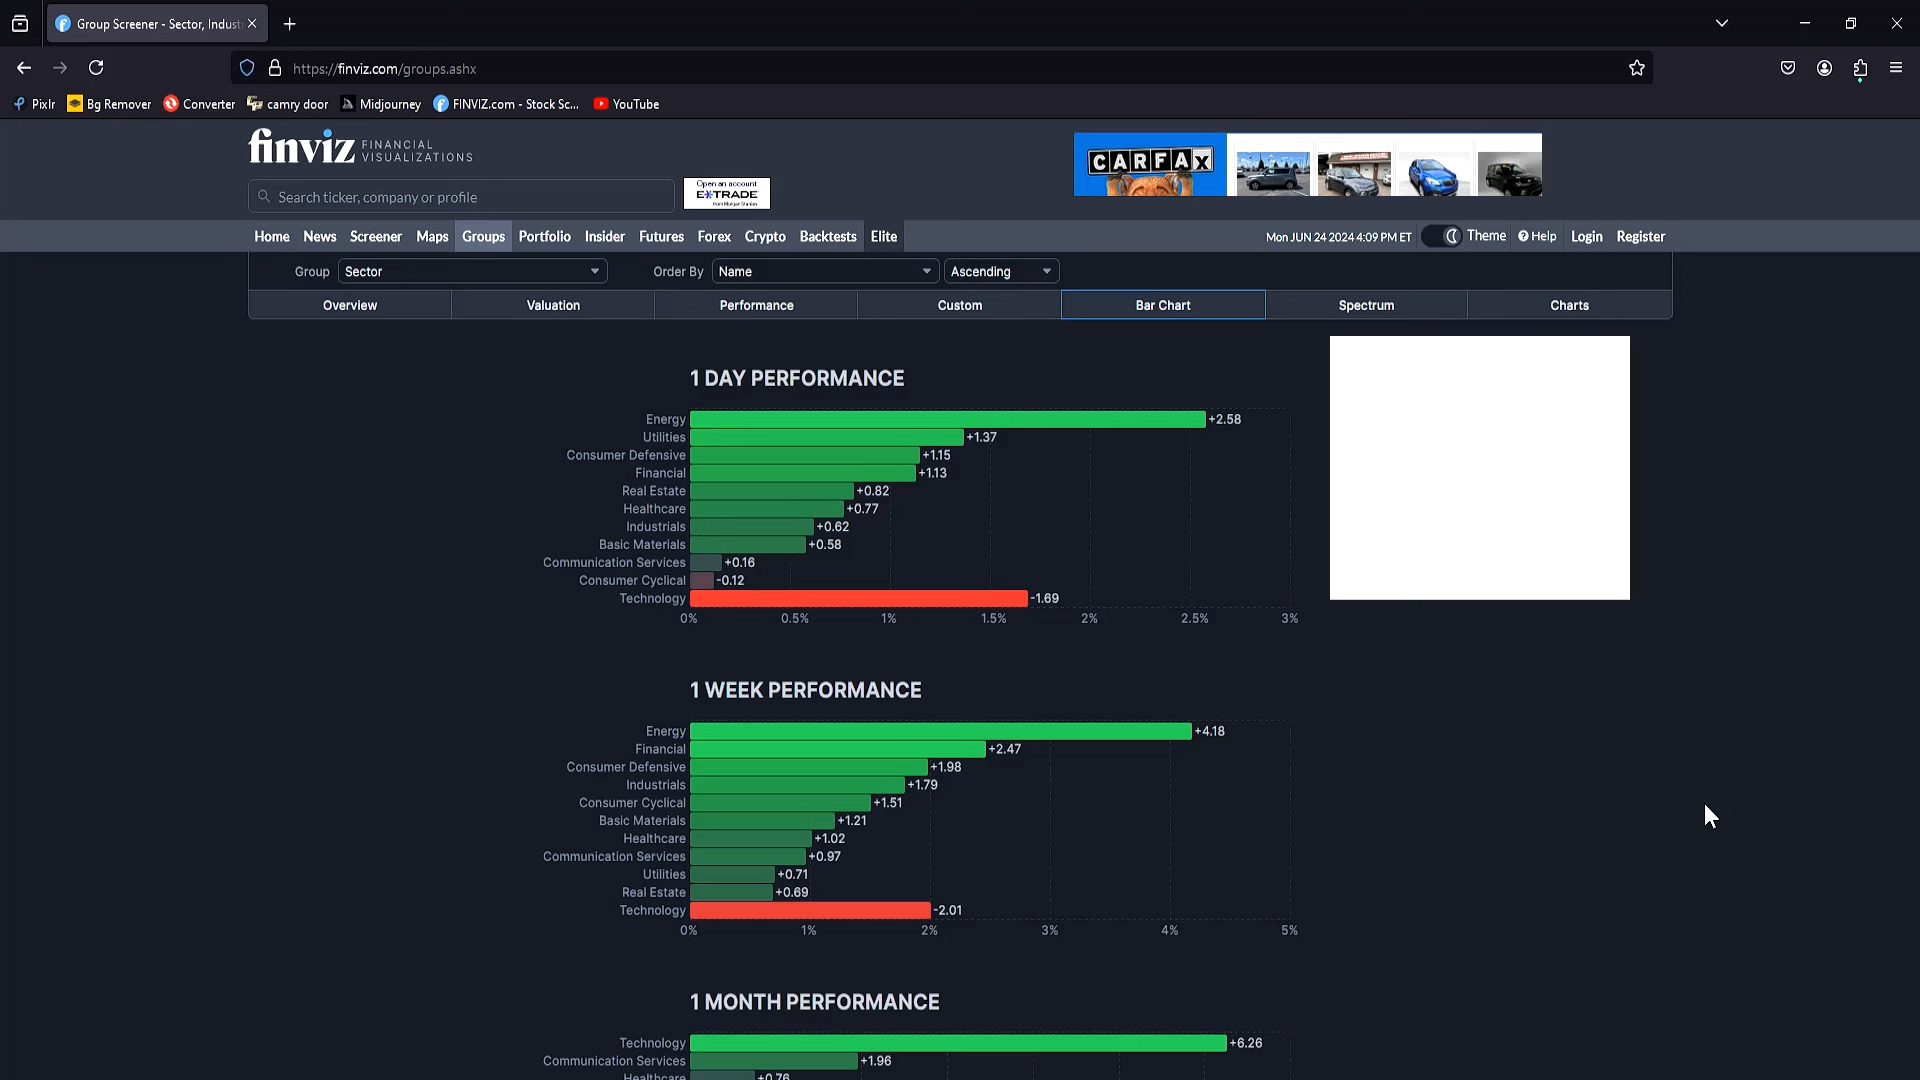 Group Screener - Sector, Indust
https://finviz.com/groups.ashx
Pixlr
Bg Remover
Converter
camry door
Midjourney
FINVIZ.com - Stock Sc...
YouTube
finviz FINANCIAL
VISUALIZATIONS
CARFAX
Search ticker, company or profile
Open an account
E*TRADE
from Morgan Stanley
Home News Screener Maps Groups Portfolio Insider Futures Forex Crypto Backtests Elite
Mon JUN 24 2024 4:09 PM ET Theme Help Login Register
Group Sector Order By Name Ascending
Overview Valuation Performance Custom Bar Chart Spectrum Charts
1 DAY PERFORMANCE
Energy +2.58
Utilities +1.37
Consumer Defensive +1.15
Financial +1.13
Real Estate +0.82
Healthcare +0.77
Industrials +0.62
Basic Materials +0.58
Communication Services +0.16
Consumer Cyclical -0.12
Technology -1.69
0% 0.5% 1% 1.5% 2% 2.5% 3%
1 WEEK PERFORMANCE
Energy +4.18
Financial +2.47
Consumer Defensive +1.98
Industrials +1.79
Consumer Cyclical +1.51
Basic Materials +1.21
Healthcare +1.02
Communication Services +0.97
Utilities +0.71
Real Estate +0.69
Technology -2.01
0% 1% 2% 3% 4% 5%
1 MONTH PERFORMANCE
Technology +6.26
Communication Services +1.96
Healthcare +0.76